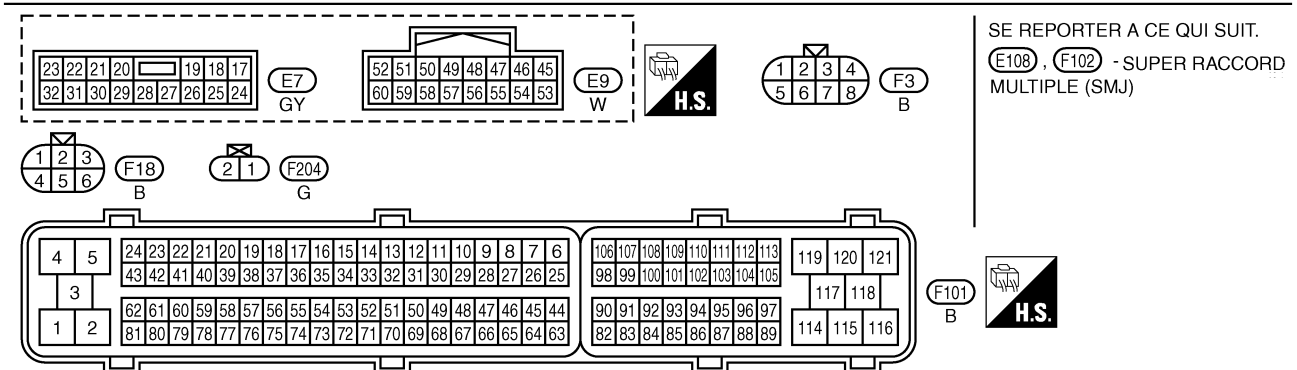 SE REPORTER A CE QUI SUIT.
E108 , F102 - SUPER RACCORD
MULTIPLE (SMJ)
23 22 21 20 19 18 17
32 31 30 29 28 27 26 25 24
E7
GY
52 51 50 49 48 47 46 45
60 59 58 57 56 55 54 53
E9
W
H.S.
1 2 3 4
5 6 7 8
F3
B
1 2 3
4 5 6
F18
B
2 1
F204
G
4 5
3
1 2
24 23 22 21 20 19 18 17 16 15 14 13 12 11 10 9 8 7 6
43 42 41 40 39 38 37 36 35 34 33 32 31 30 29 28 27 26 25
62 61 60 59 58 57 56 55 54 53 52 51 50 49 48 47 46 45 44
81 80 79 78 77 76 75 74 73 72 71 70 69 68 67 66 65 64 63
106 107 108 109 110 111 112 113
98 99 100 101 102 103 104 105
90 91 92 93 94 95 96 97
82 83 84 85 86 87 88 89
119 120 121
117 118
114 115 116
F101
B
H.S.